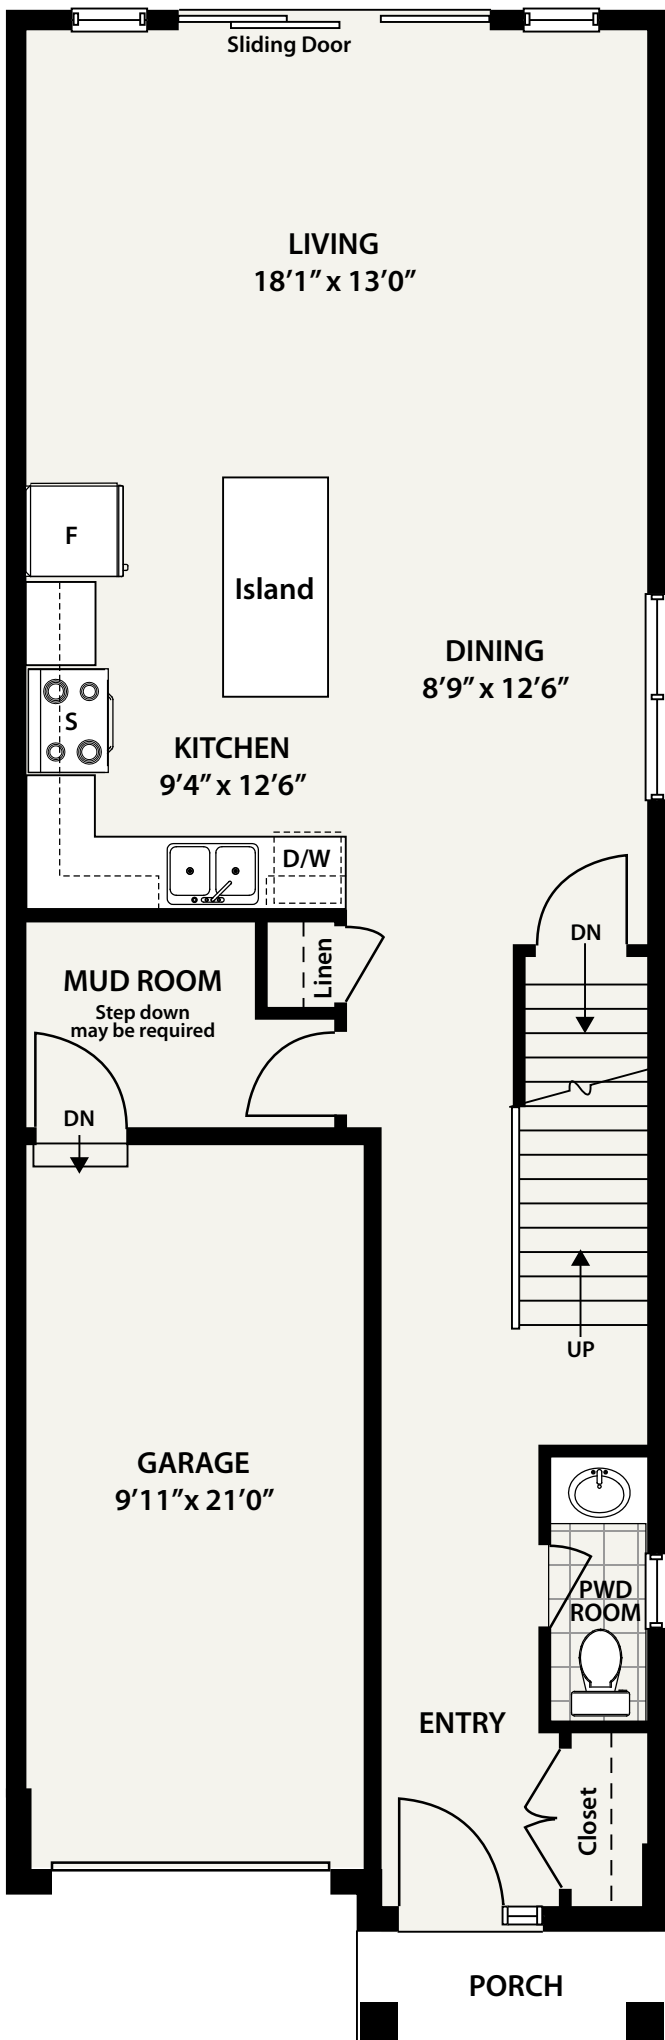 Sliding Door
LIVING
18’1” x 13’0”
F
Island
DINING
8’9” x 12’6”
S
KITCHEN
9’4” x 12’6”
D/W
DN
Linen
MUD ROOM
Step down
may be required
DN
UP
GARAGE
9’11”x 21’0”
PWD
ROOM
ENTRY
Closet
PORCH